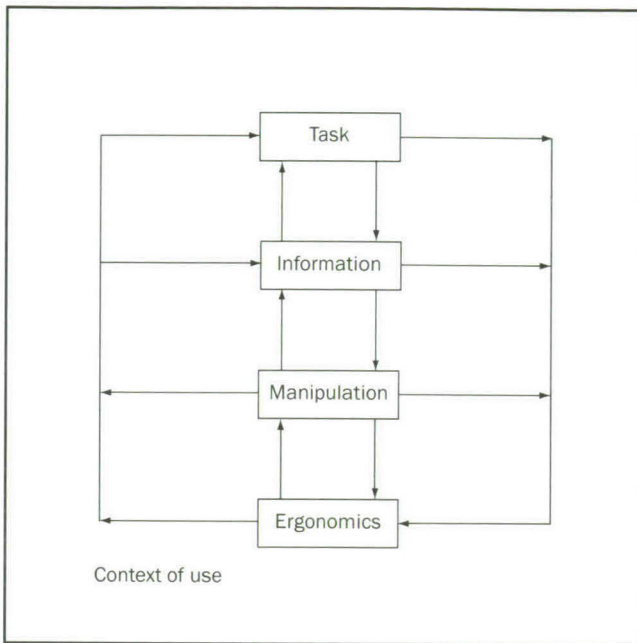 Task
Information
Manipulation
Ergonomics
Context of use